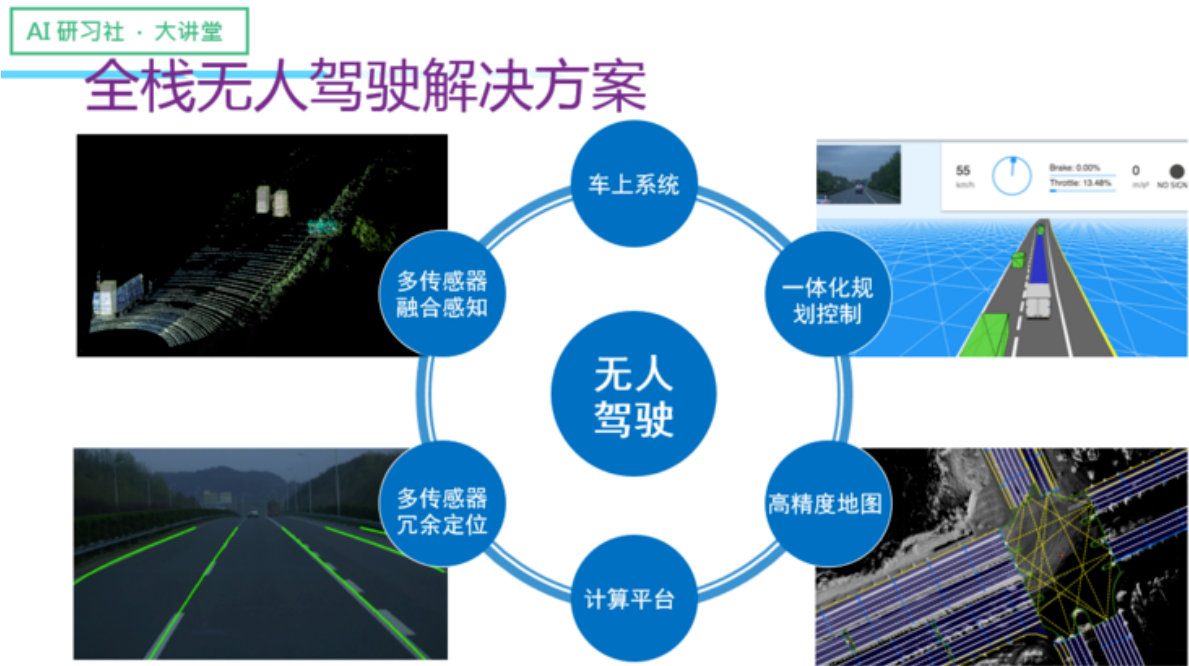 AI 研习社 · 大讲堂
全栈无人驾驶解决方案
车上系统
多传感器
融合感知
一体化规
划控制
55
km/h
Brake: 0.00%
Throttle: 13.46%
0
m/s²
NO SIGN
无人
驾驶
多传感器
冗余定位
高精度地图
计算平台